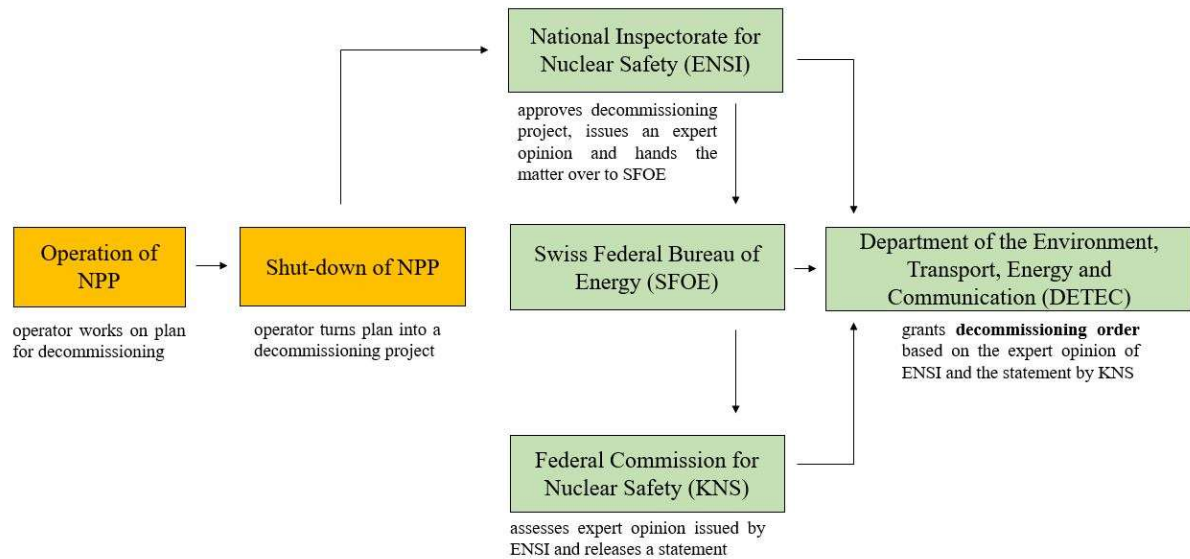 National Inspectorate for
Nuclear Safety (ENSI)
approves decommissioning
project, issues an expert
opinion and hands the
matter over to SFOE
Operation of
NPP
operator works on plan
for decommissioning
Shut-down of NPP
operator turns plan into a
decommissioning project
Swiss Federal Bureau of
Energy (SFOE)
Department of the Environment,
Transport, Energy and
Communication (DETEC)
grants decommissioning order
based on the expert opinion of
ENSI and the statement by KNS
Federal Commission for
Nuclear Safety (KNS)
assesses expert opinion issued by
ENSI and releases a statement